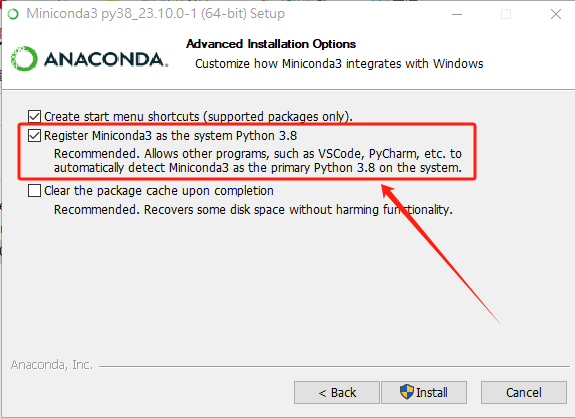 Miniconda3 py38_23.10.0-1 (64-bit) Setup
ANACONDA.
Advanced Installation Options
Customize how Miniconda3 integrates with Windows
Create start menu shortcuts (supported packages only).
Register Miniconda3 as the system Python 3.8
Recommended. Allows other programs, such as VSCode, PyCharm, etc. to
automatically detect Miniconda3 as the primary Python 3.8 on the system.
Clear the package cache upon completion
Recommended. Recovers some disk space without harming functionality.
Anaconda, Inc.
< Back
Install
Cancel